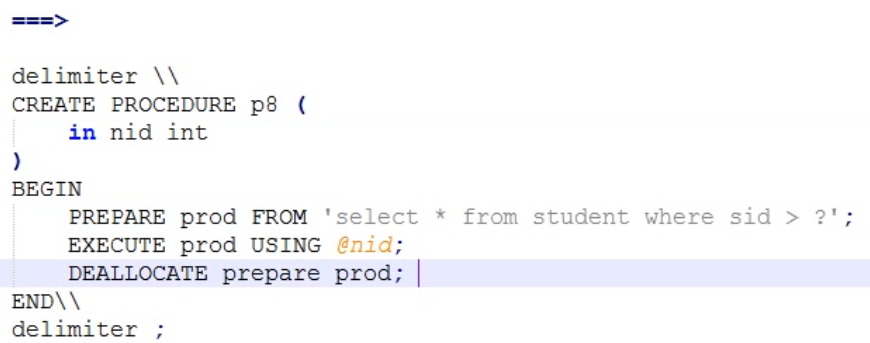 ===>
delimiter \\
CREATE PROCEDURE p8 (
    in nid int
)
BEGIN
    PREPARE prod FROM 'select * from student where sid > ?';
    EXECUTE prod USING @nid;
    DEALLOCATE prepare prod;
END\\
delimiter ;